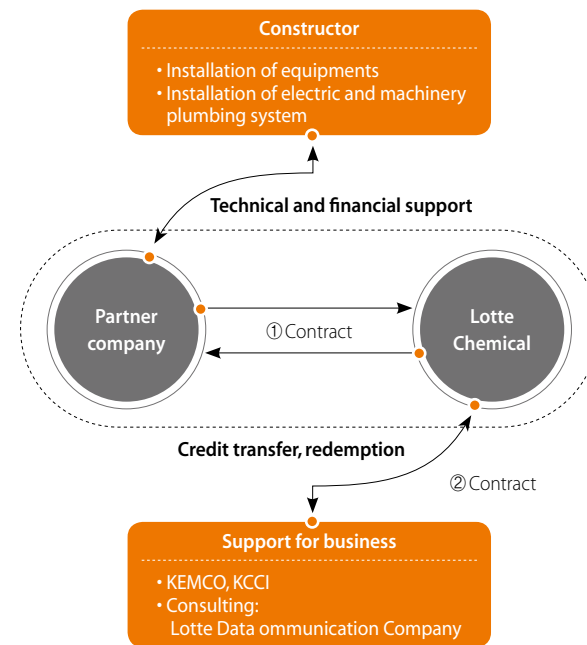 Constructor
• Installation of equipments
• Installation of electric and machinery
plumbing system
Technical and financial support
Partner
company
① Contract
Lotte
Chemical
Credit transfer, redemption
② Contract
Support for business
• KEMCO, KCCI
• Consulting:
Lotte Data ommunication Company